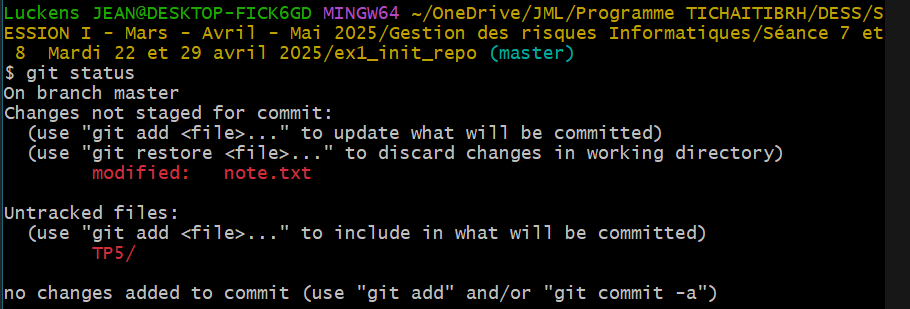 Luckens JEAN@DESKTOP-FICK6GD MINGW64 ~/OneDrive/JML/Programme TICHAITIBRH/DESS/S
ESSION I - Mars - Avril - Mai 2025/Gestion des risques Informatiques/Séance 7 et
 8  Mardi 22 et 29 avril 2025/ex1_init_repo (master)
$ git status
On branch master
Changes not staged for commit:
  (use "git add <file>..." to update what will be committed)
  (use "git restore <file>..." to discard changes in working directory)
        modified:   note.txt

Untracked files:
  (use "git add <file>..." to include in what will be committed)
        TP5/

no changes added to commit (use "git add" and/or "git commit -a")